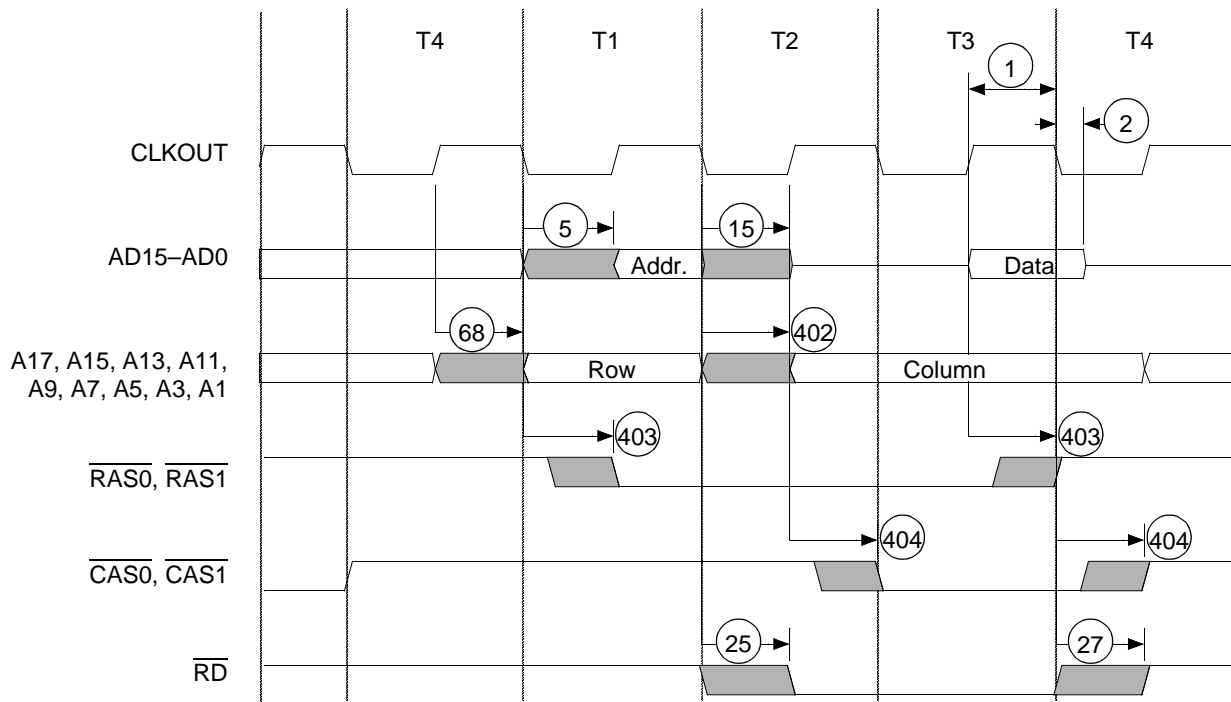 T4 T1 T2 T3 T4
1
2
CLKOUT
5 15
AD15–AD0 Addr. Data
68 402
A17, A15, A13, A11,
A9, A7, A5, A3, A1
Row Column
403 403
RAS0, RAS1
404 404
CAS0, CAS1
25 27
RD